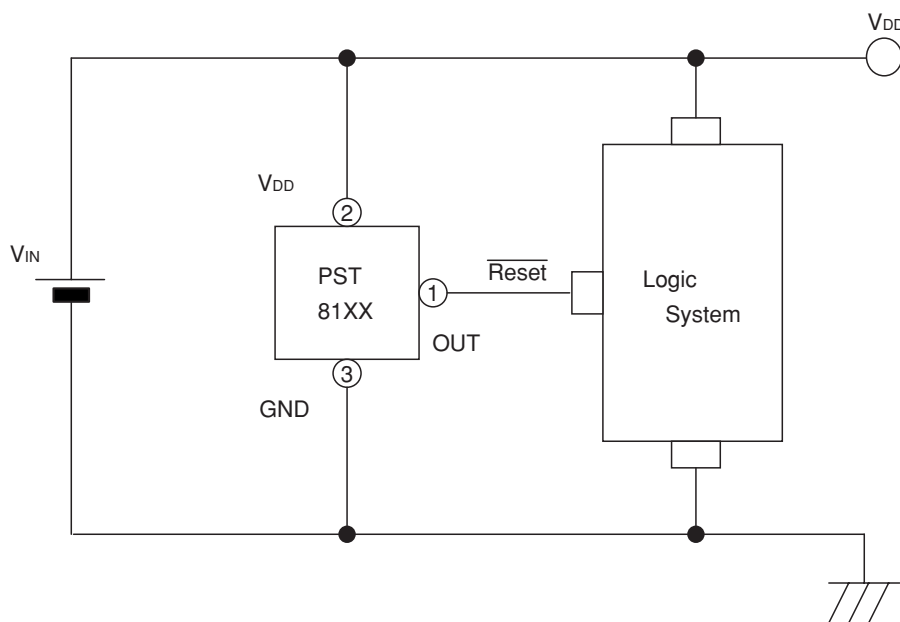 VDD
VDD
2
VIN
PST
81XX
1
Reset
Logic
System
OUT
3
GND